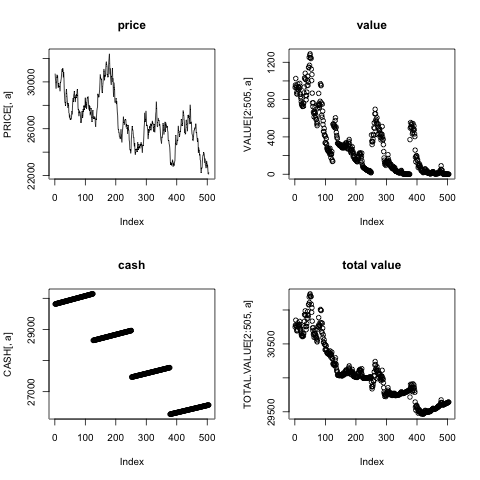 price
PRICE[, a]
22000 26000 30000
0 100 200 300 400 500
Index
value
VALUE[2:505, a]
0 400 800 1200
0 100 200 300 400 500
Index
cash
CASH[, a]
27000 29000
0 100 200 300 400 500
Index
total value
TOTAL.VALUE[2:505, a]
29500 30500
0 100 200 300 400 500
Index